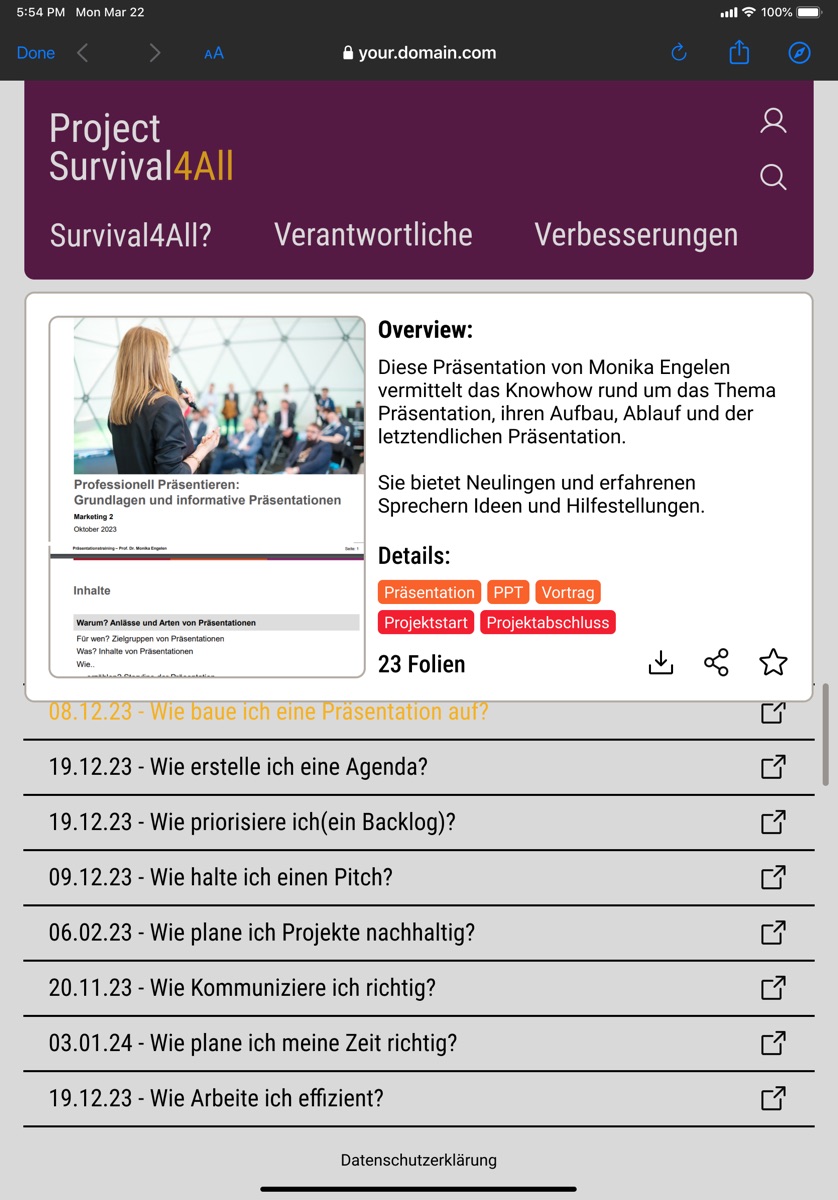 5:54 PM Mon Mar 22
100%
Done
AA
your.domain.com
Project
Survival4All
Survival4All?
Verantwortliche
Verbesserungen
Professionell Präsentieren:
Grundlagen und informative Präsentationen
Marketing 2
Oktober 2023
Präsentationstraining – Prof. Dr. Monika Engelen
Seite 1
Inhalte
Warum? Anlässe und Arten von Präsentationen
Für wen? Zielgruppen von Präsentationen
Was? Inhalte von Präsentationen
Wie..
Overview:
Diese Präsentation von Monika Engelen
vermittelt das Knowhow rund um das Thema
Präsentation, ihren Aufbau, Ablauf und der
letztendlichen Präsentation.
Sie bietet Neulingen und erfahrenen
Sprechern Ideen und Hilfestellungen.
Details:
Präsentation PPT Vortrag
Projektstart Projektabschluss
23 Folien
08.12.23 - Wie baue ich eine Präsentation auf?
19.12.23 - Wie erstelle ich eine Agenda?
19.12.23 - Wie priorisiere ich(ein Backlog)?
09.12.23 - Wie halte ich einen Pitch?
06.02.23 - Wie plane ich Projekte nachhaltig?
20.11.23 - Wie Kommuniziere ich richtig?
03.01.24 - Wie plane ich meine Zeit richtig?
19.12.23 - Wie Arbeite ich effizient?
Datenschutzerklärung